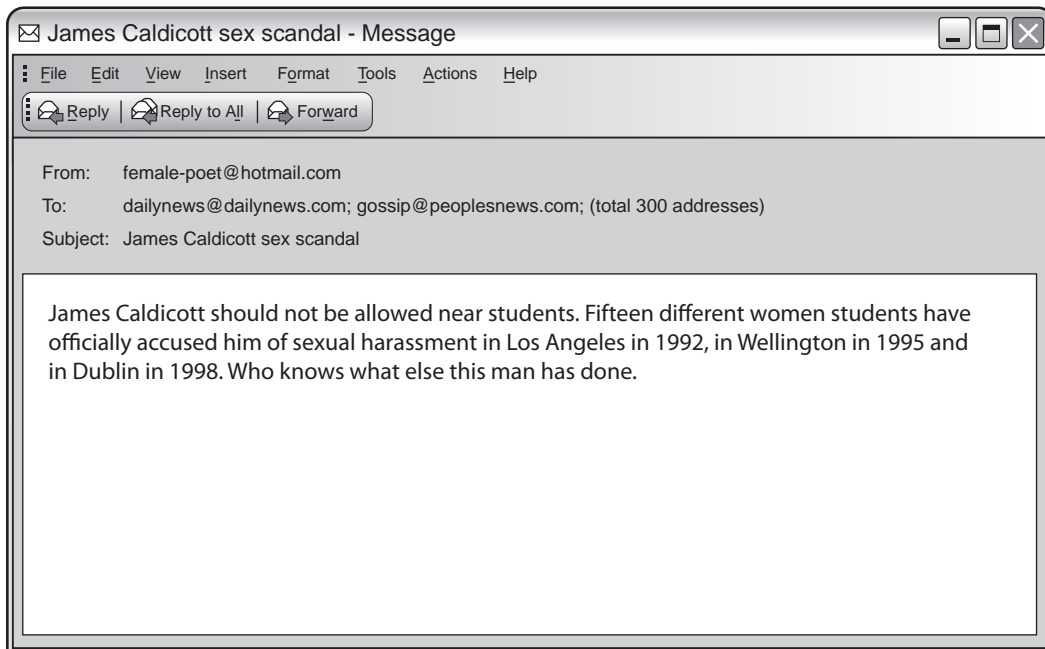 James Caldicott sex scandal - Message
File Edit View Insert Format Tools Actions Help
Reply Reply to All Forward
From: female-poet@hotmail.com
To: dailynews@dailynews.com; gossip@peoplesnews.com; (total 300 addresses)
Subject: James Caldicott sex scandal
James Caldicott should not be allowed near students. Fifteen different women students have
officially accused him of sexual harassment in Los Angeles in 1992, in Wellington in 1995 and
in Dublin in 1998. Who knows what else this man has done.